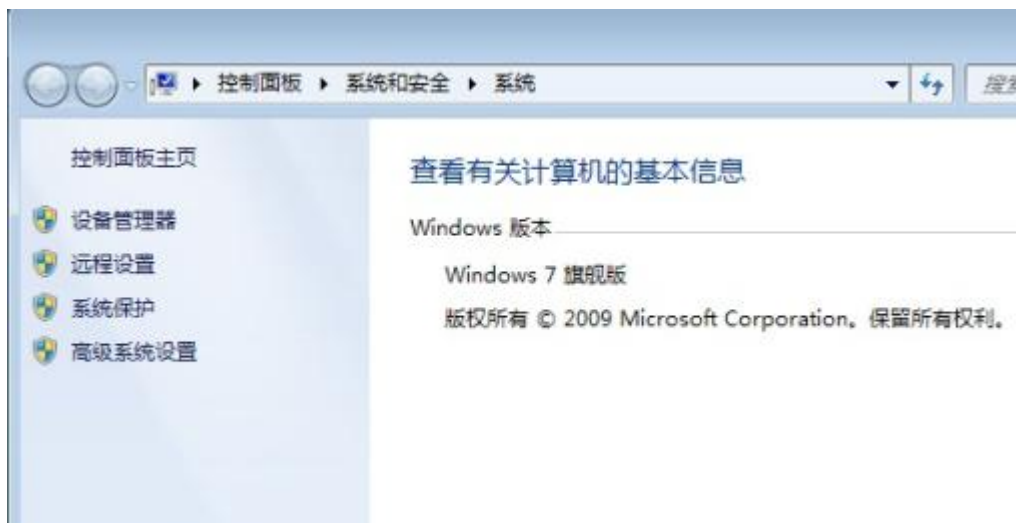 控制面板 系统和安全 系统
控制面板主页
设备管理器
远程设置
系统保护
高级系统设置
查看有关计算机的基本信息
Windows 版本
Windows 7 旗舰版
版权所有 © 2009 Microsoft Corporation。保留所有权利。